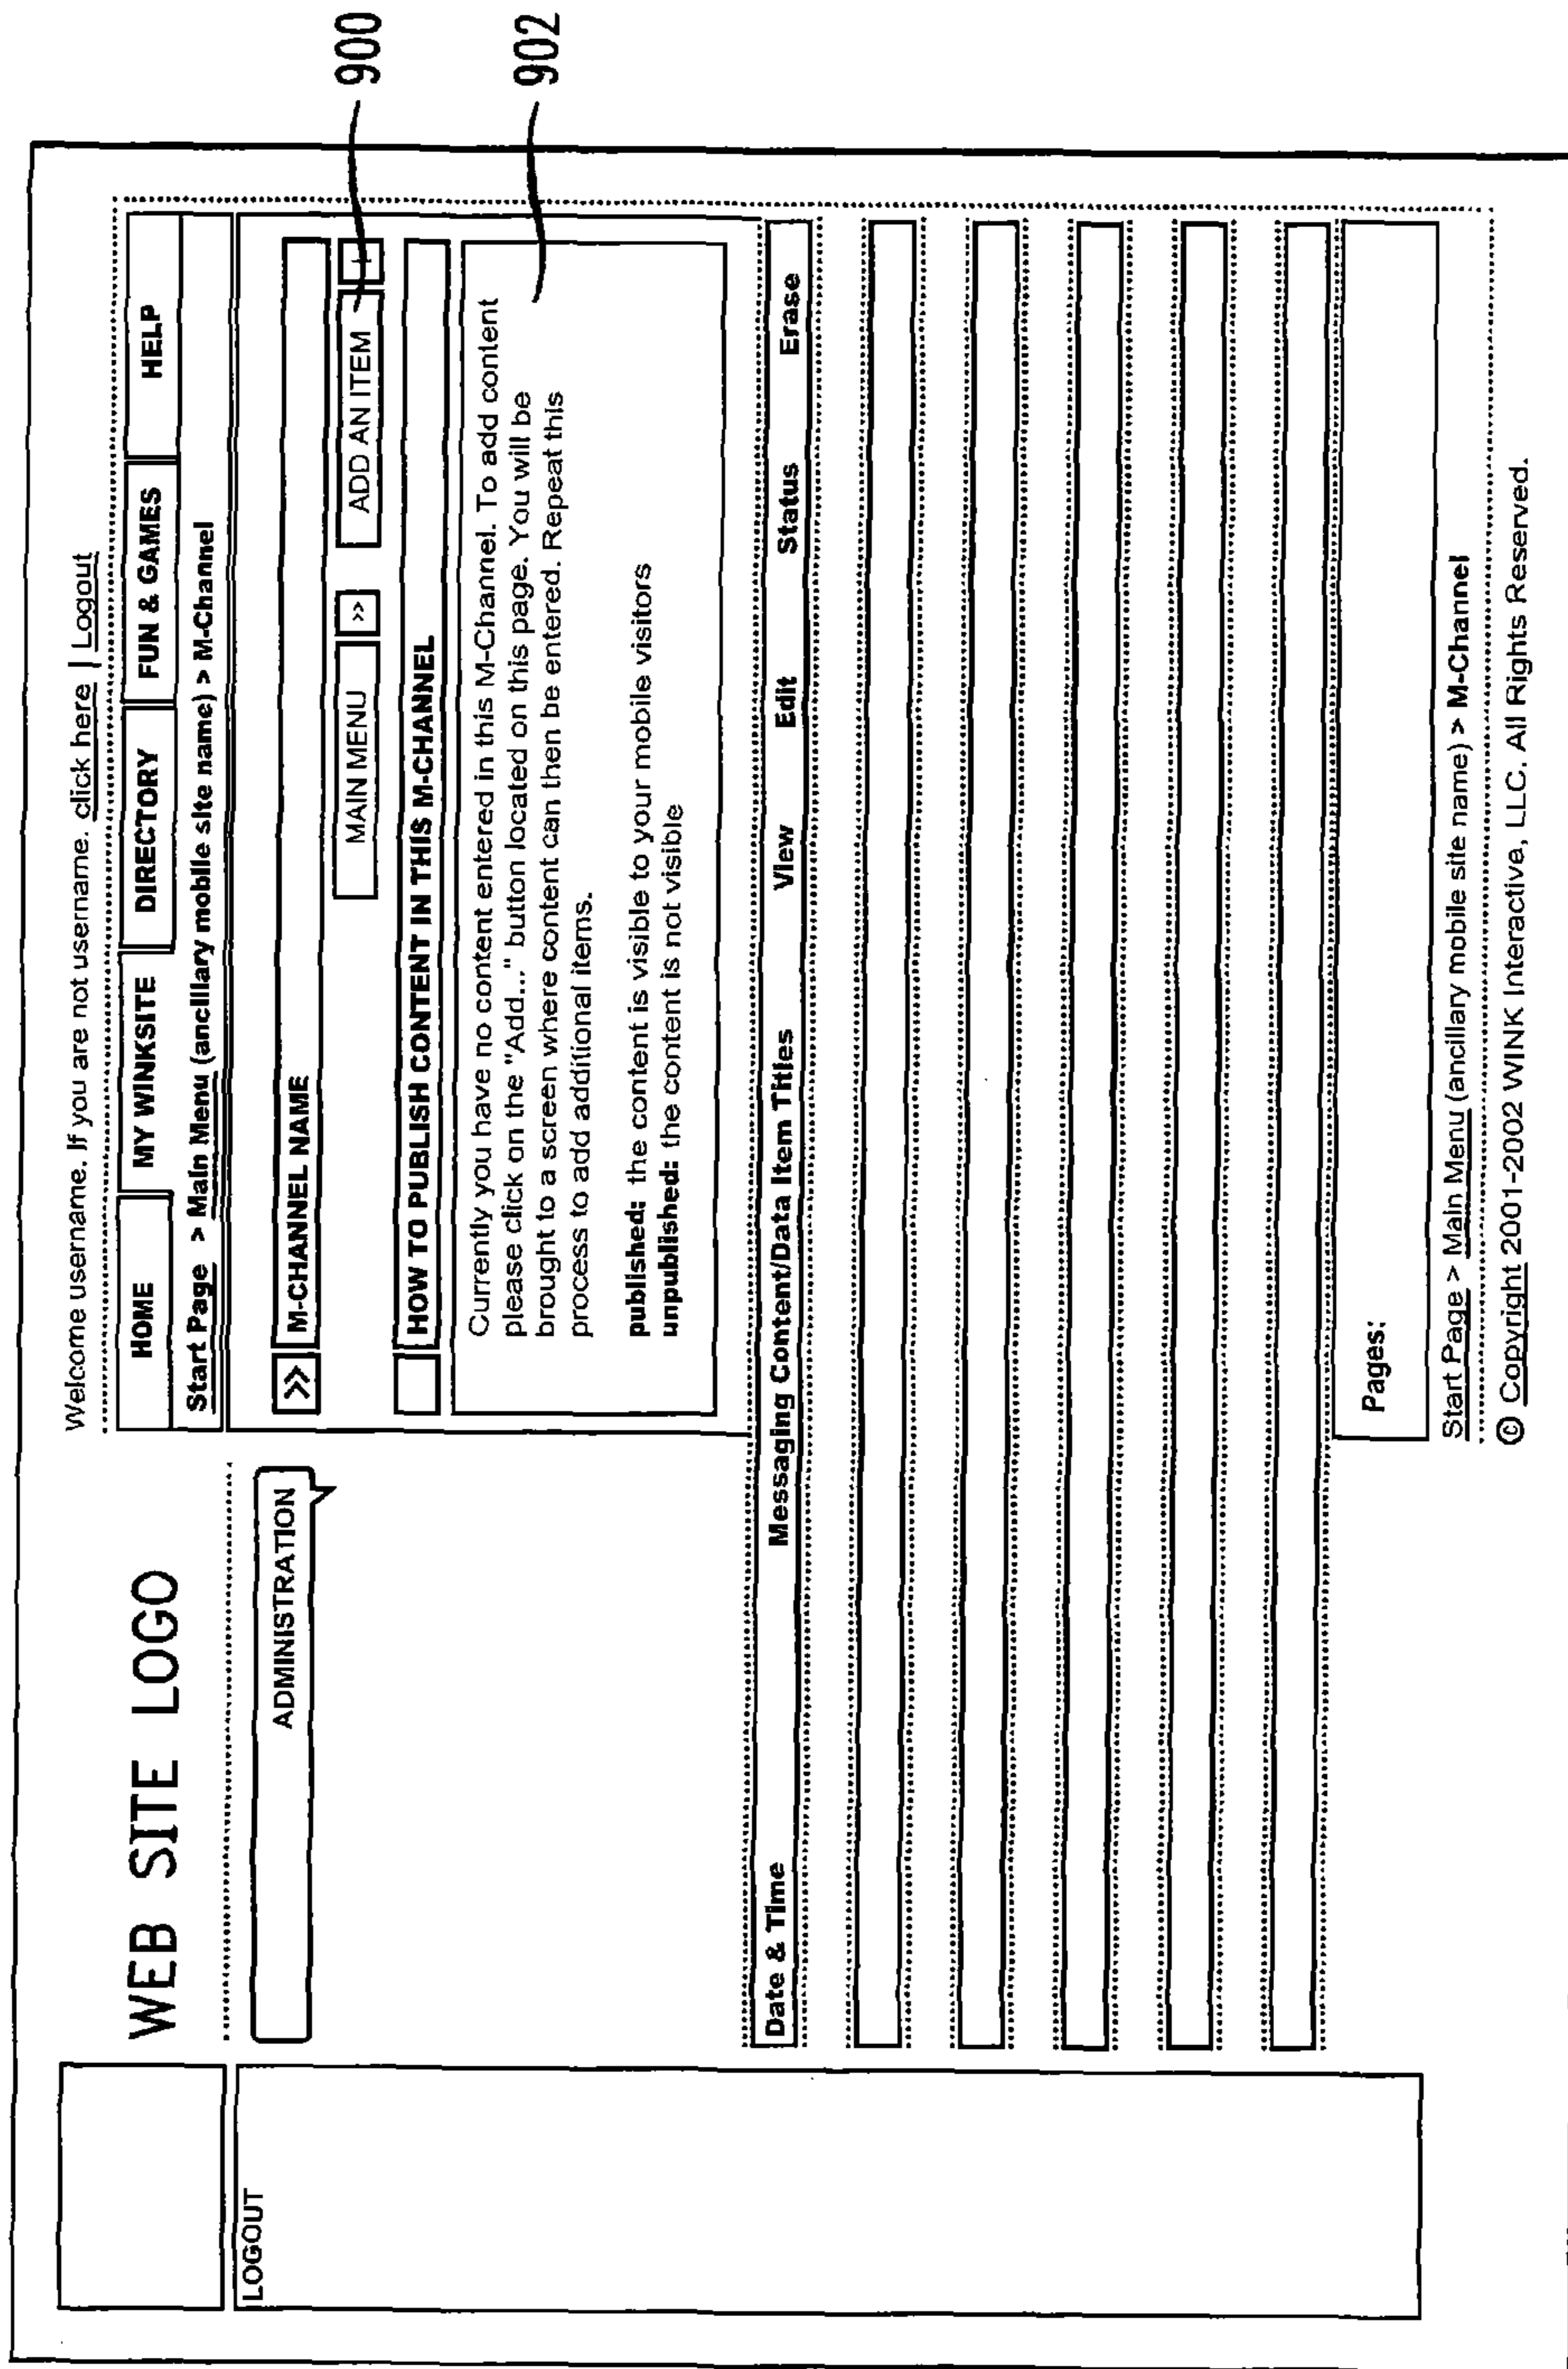 Welcome username. If you are not username. click here | Logout
WEB SITE LOGO
HOME
MY WINKSITE
DIRECTORY
FUN & GAMES
HELP
Start Page > Main Menu (ancillary mobile site name) > M-Channel
LOGOUT
ADMINISTRATION
>> M-CHANNEL NAME
MAIN MENU >>
ADD AN ITEM +
900
HOW TO PUBLISH CONTENT IN THIS M-CHANNEL
Currently you have no content entered in this M-Channel. To add content
please click on the "Add..." button located on this page. You will be
brought to a screen where content can then be entered. Repeat this
process to add additional items.
902
published: the content is visible to your mobile visitors
unpublished: the content is not visible
Date & Time Messaging Content/Data Item Titles View Edit Status Erase
Pages:
Start Page > Main Menu (ancillary mobile site name) > M-Channel
© Copyright 2001-2002 WINK Interactive, LLC. All Rights Reserved.